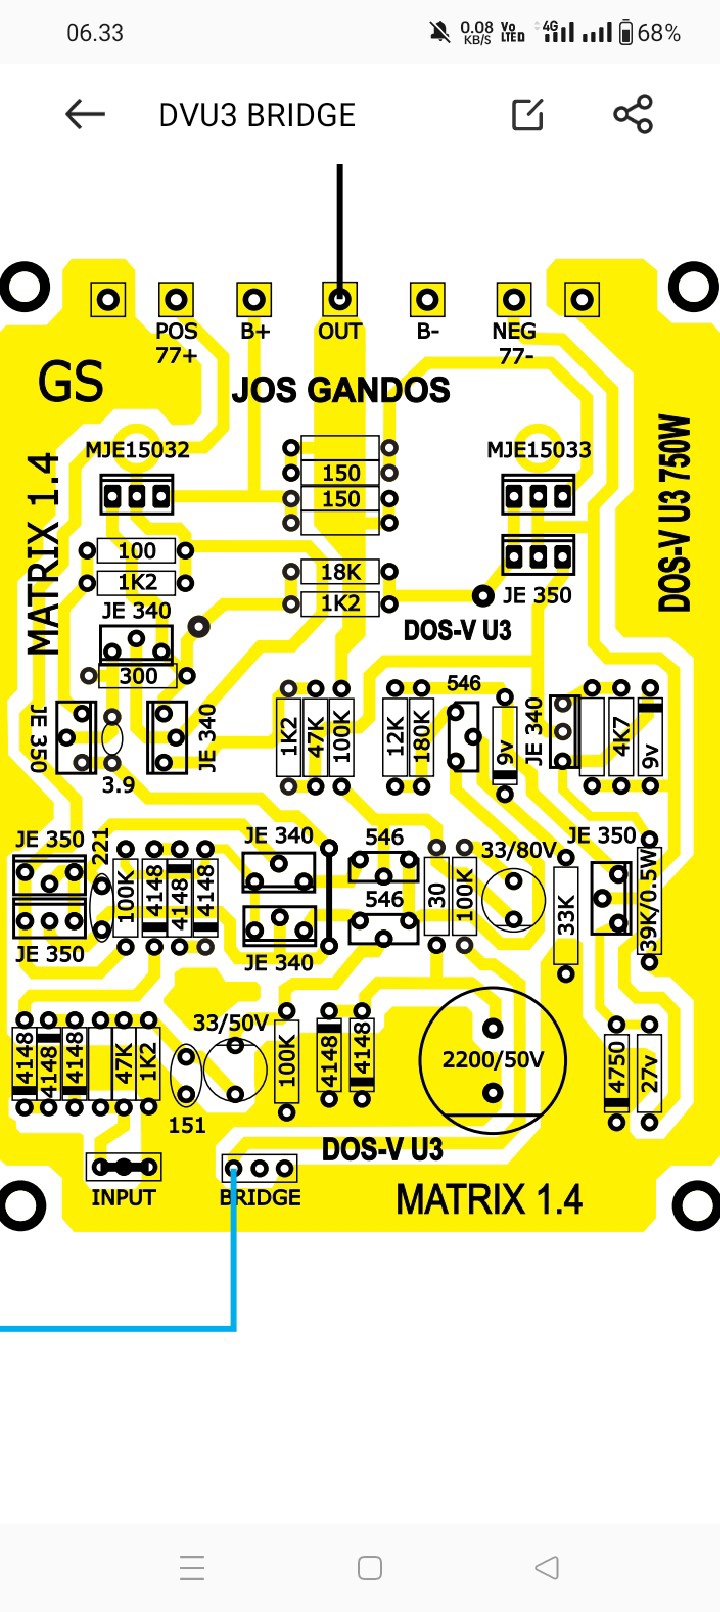 06.33
0.08 KB/S Vo LTE D 4G 68%
DVU3 BRIDGE
POS 77+
B+
OUT
B-
NEG 77-
GS
JOS GANDOS
MATRIX 1.4
DOS-V U3 750W
MJE15032
MJE15033
150
150
100
1K2
18K
1K2
JE 350
JE 340
DOS-V U3
300
JE 350
3.9
JE 340
1K2
47K
100K
12K
180K
546
9v
JE 340
4K7
9v
JE 350
221
JE 340
546
33/80V
JE 350
100K
4148
4148
4148
546
30
100K
33K
39K/0.5W
JE 350
JE 340
4148
4148
4148
47K
1K2
33/50V
151
100K
4148
4148
2200/50V
4750
27v
DOS-V U3
INPUT
BRIDGE
MATRIX 1.4